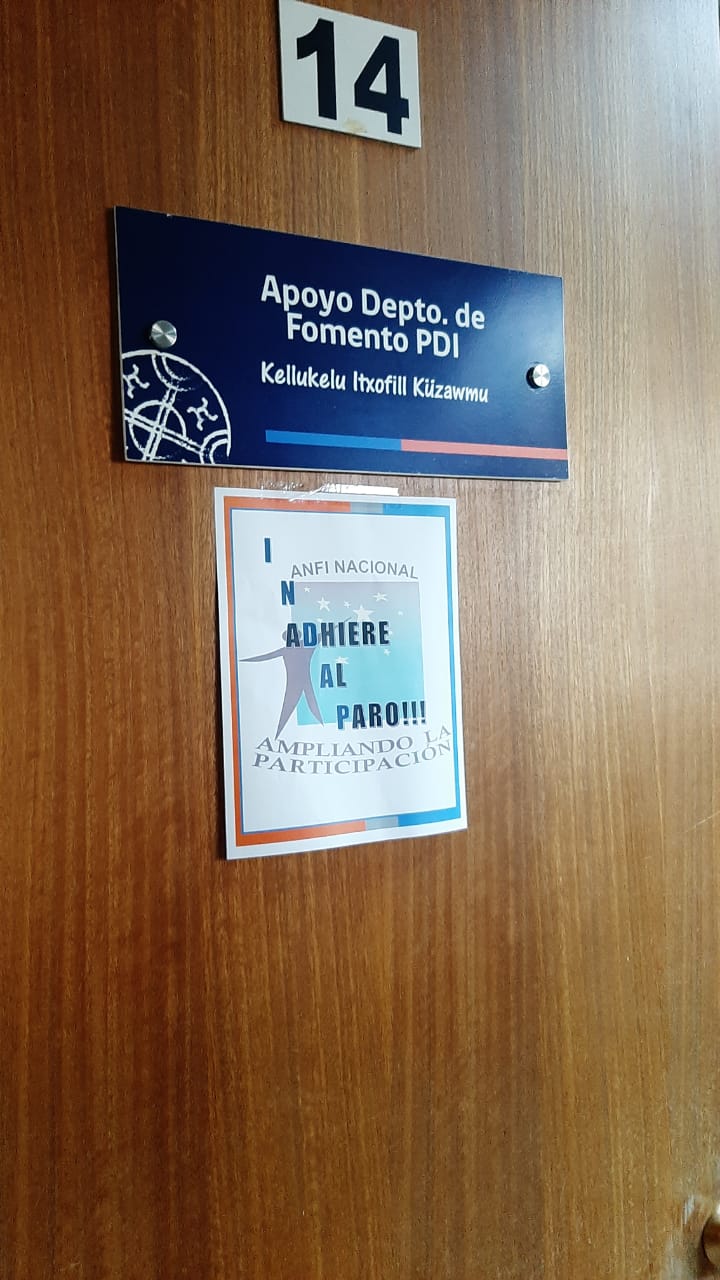 14
Apoyo Depto. de
Fomento PDI
Kellukelu Itxofill Küzawmu
I
ANFI NACIONAL
N
ADHIERE
AL
PARO!!!
AMPLIANDO LA
PARTICIPACIÓN